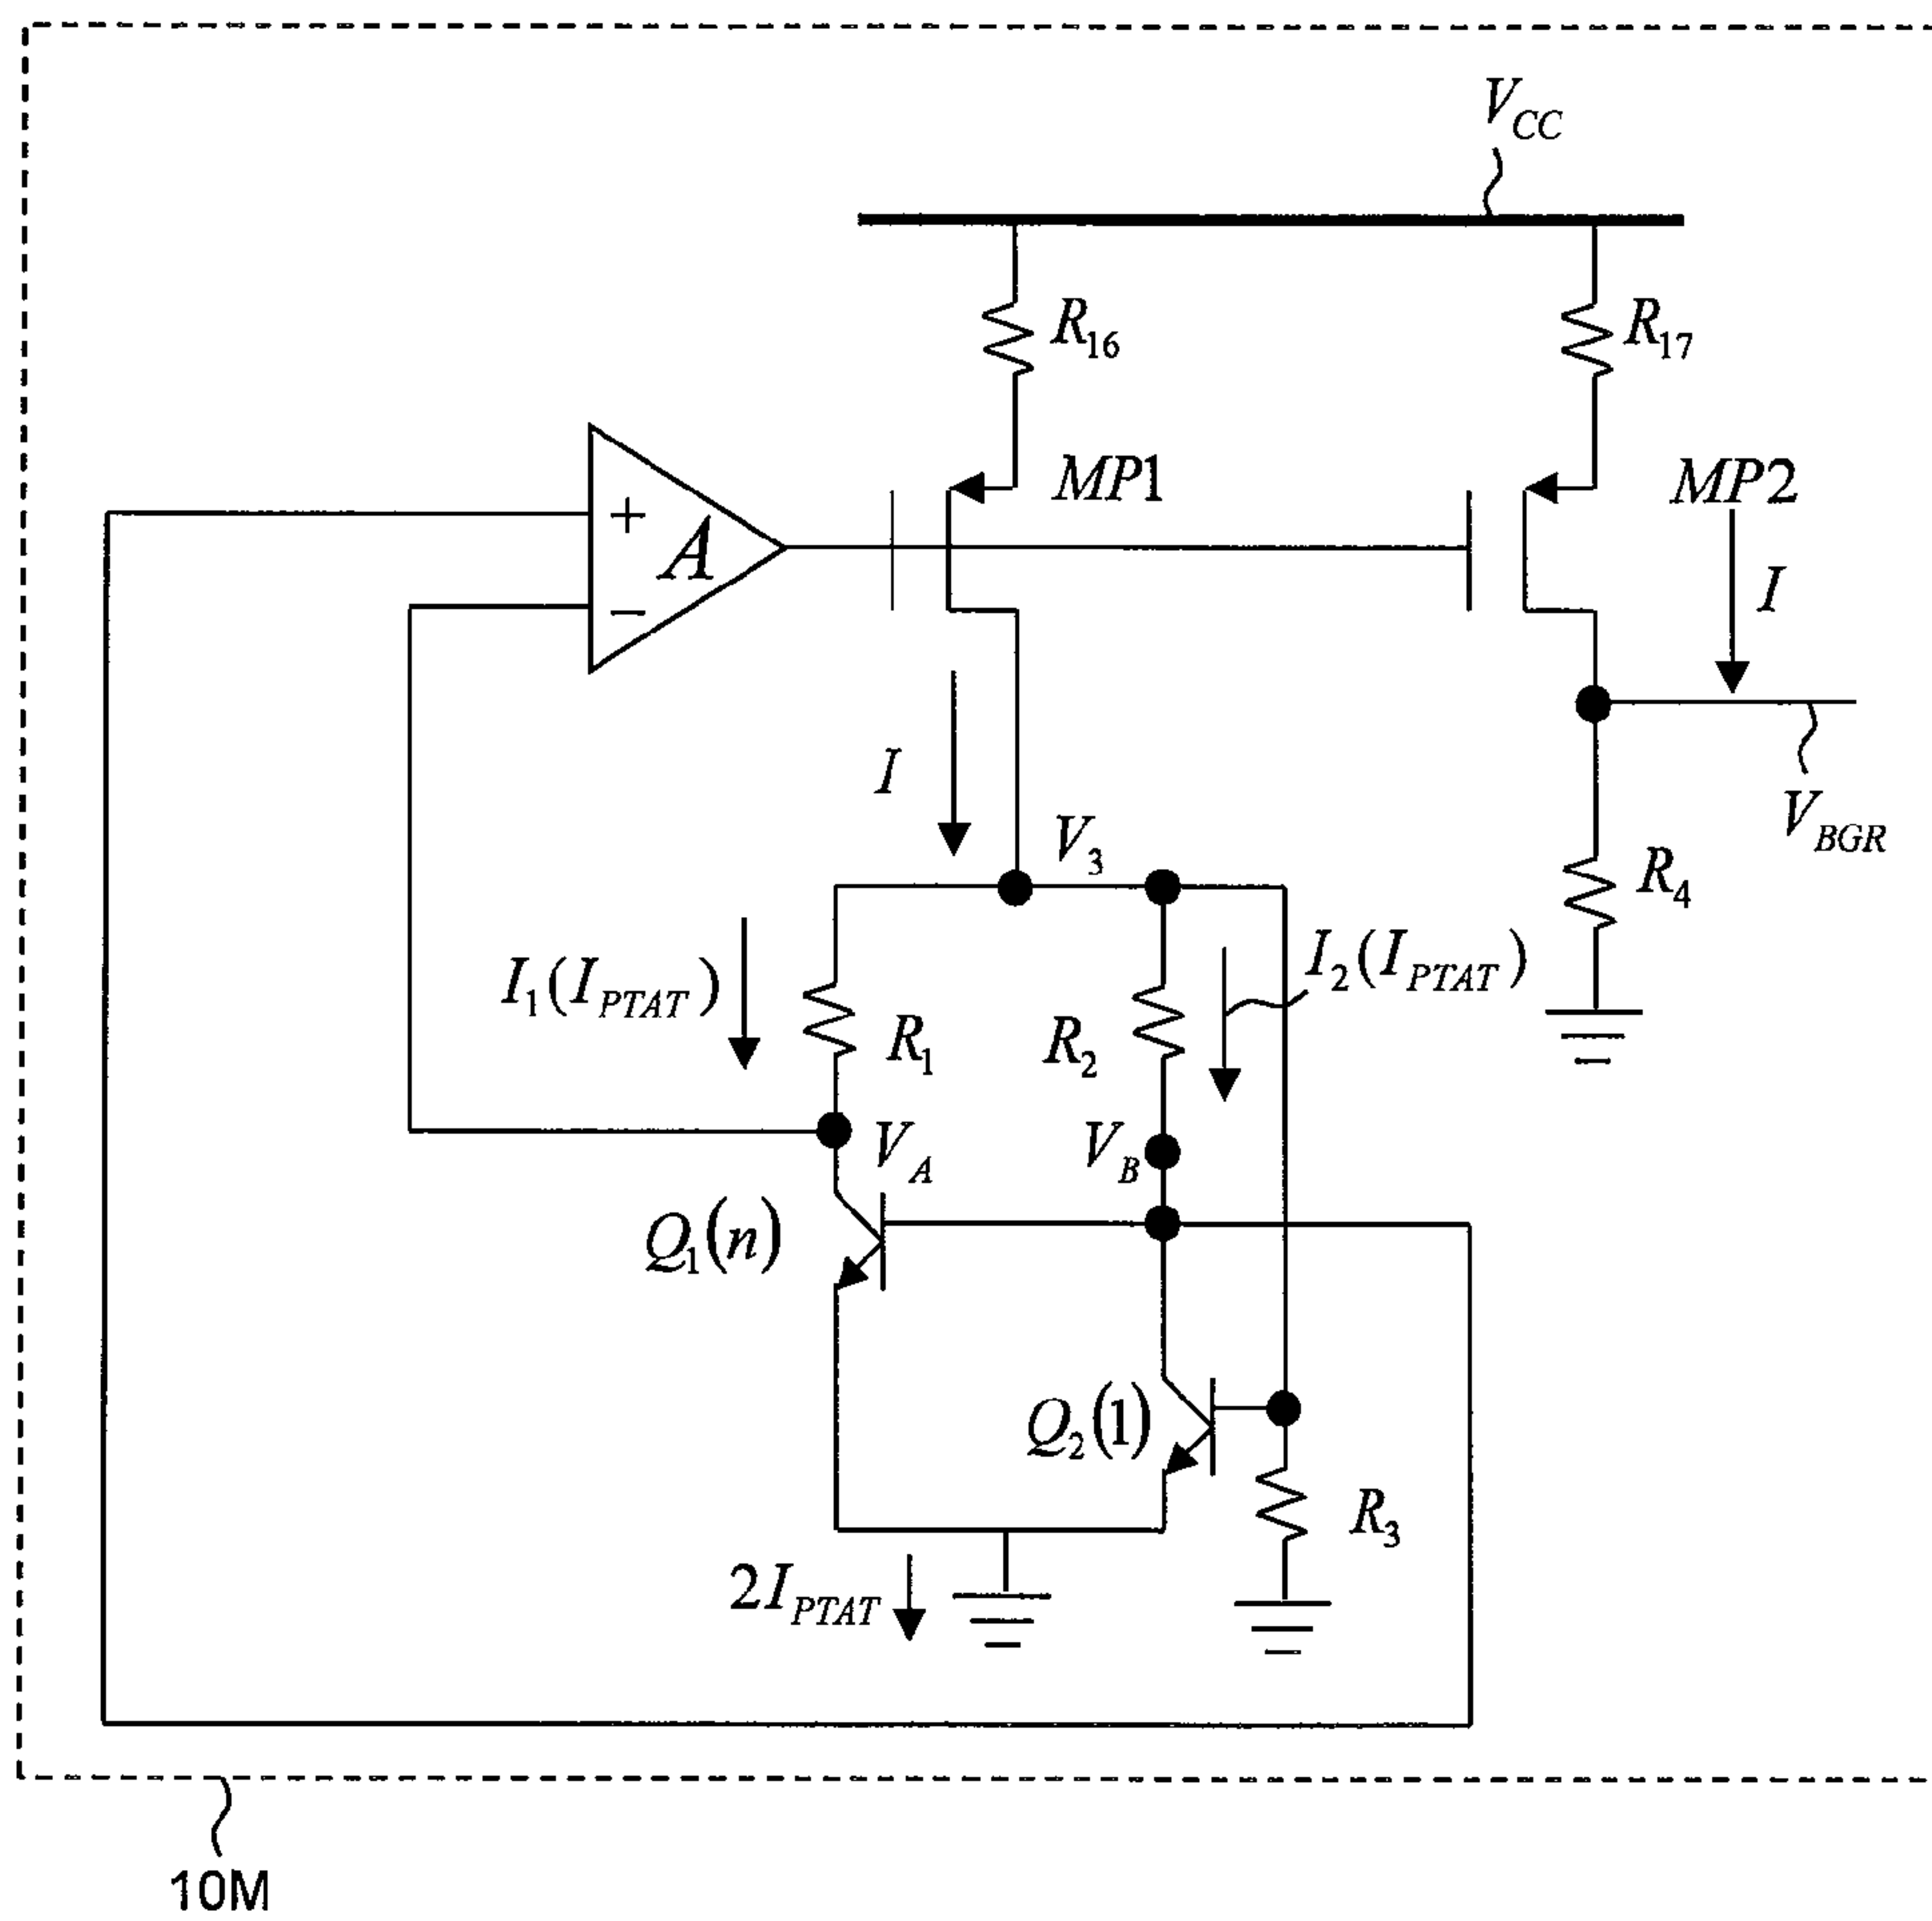 V_CC
R_16
R_17
MP1
MP2
+
A
−
I
I
V_3
V_BGR
R_4
I_1(I_PTAT)
I_2(I_PTAT)
R_1
R_2
V_A
V_B
Q_1(n)
Q_2(1)
R_3
2I_PTAT
10M